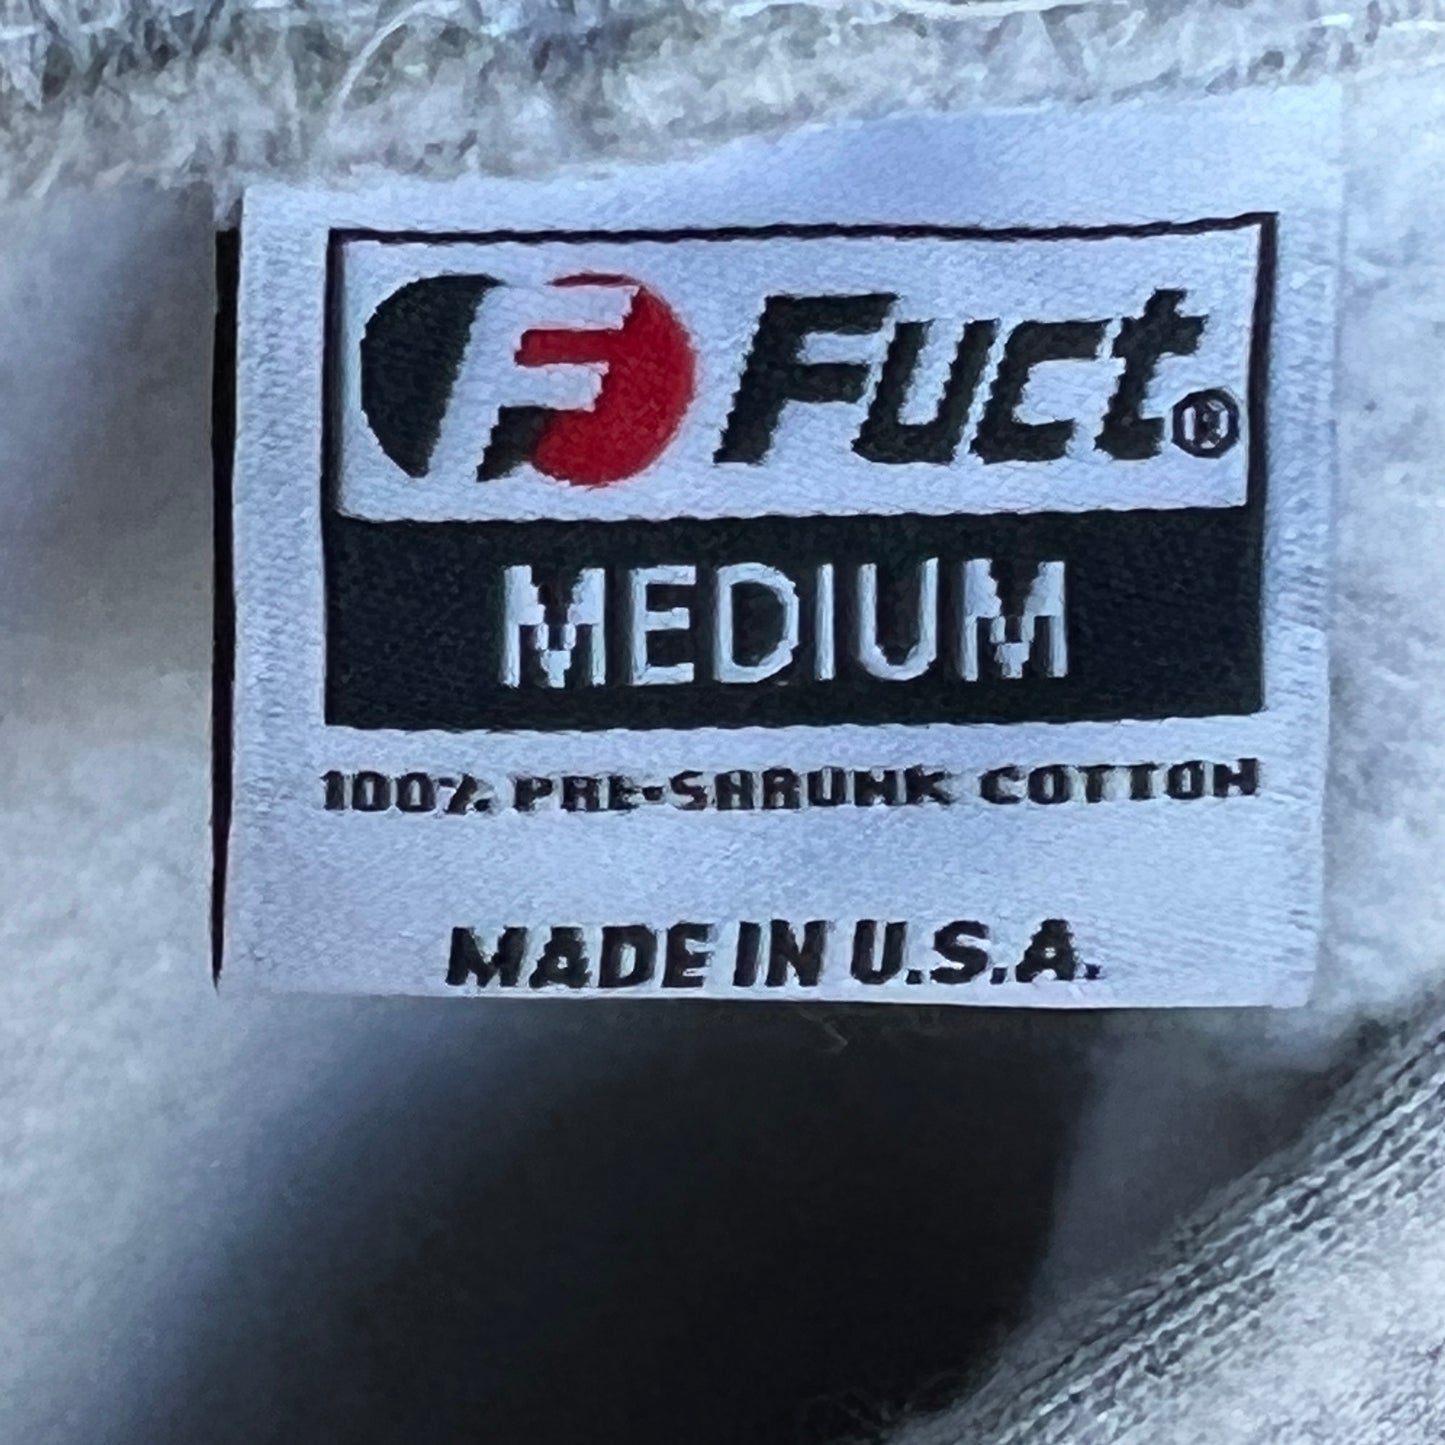 F Fuct®
MEDIUM
100% PRE-SHRUNK COTTON
MADE IN U.S.A.